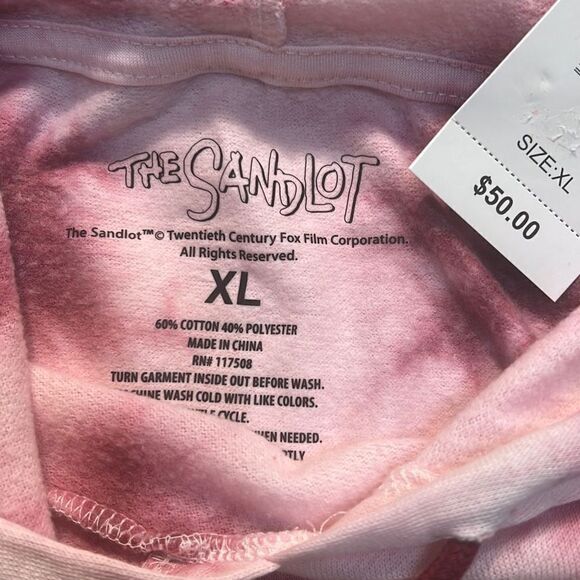 THE SANDLOT
The Sandlot™© Twentieth Century Fox Film Corporation.
All Rights Reserved.
XL
60% COTTON 40% POLYESTER
MADE IN CHINA
RN# 117508
TURN GARMENT INSIDE OUT BEFORE WASH.
CHINE WASH COLD WITH LIKE COLORS.
CYCLE.
NEEDED.
SIZE:XL
$50.00